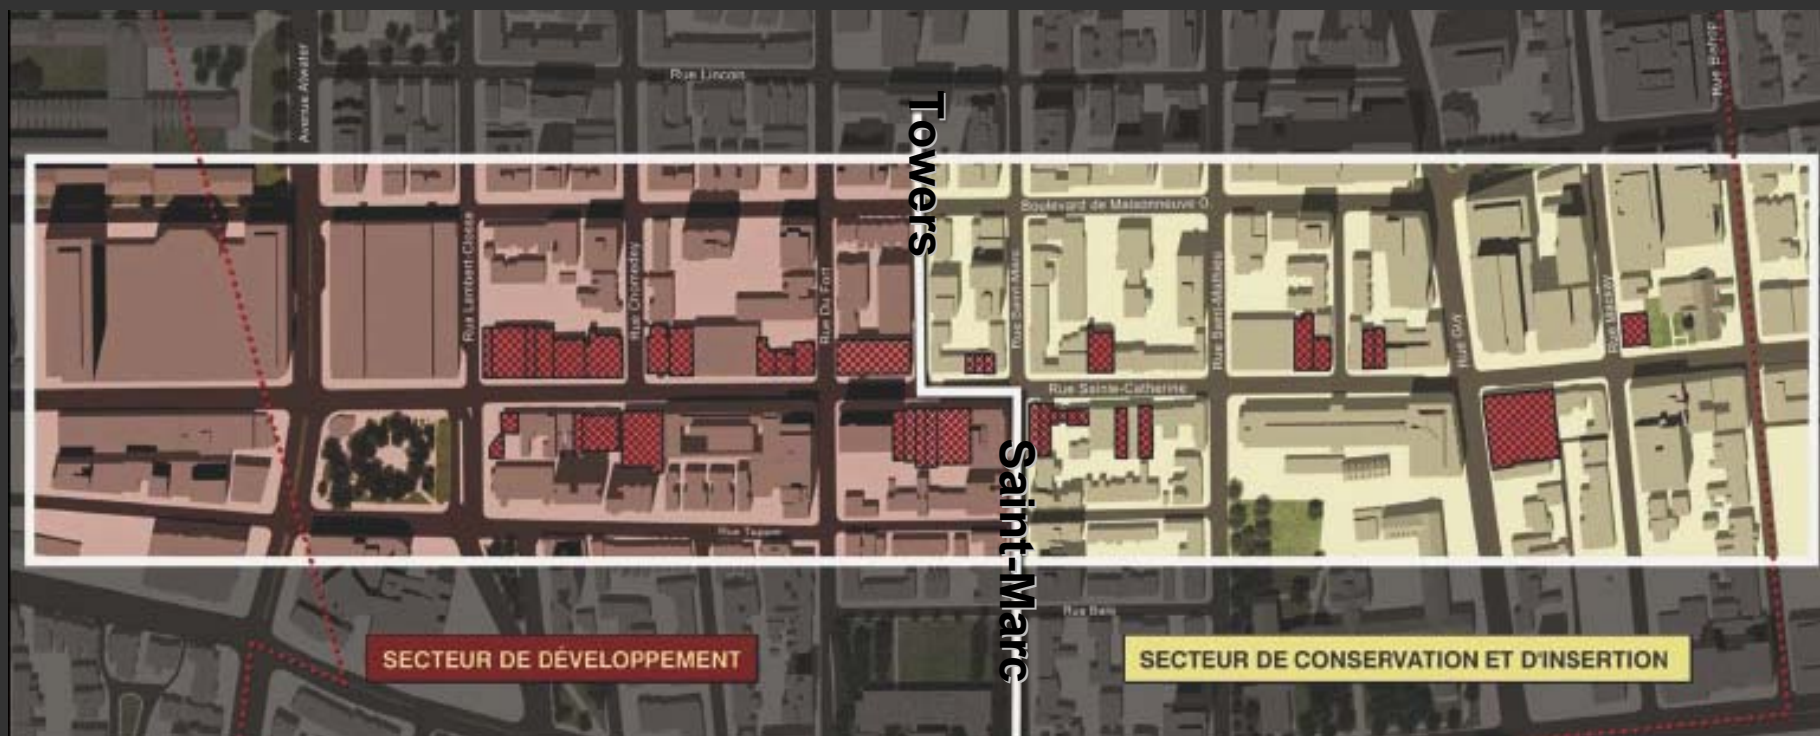 Avenue Atwater
Rue Lincoln
Rue Bishop
Towers
Boulevard de Maisonneuve O.
Rue Lambert-Closse
Rue Chomedey
Rue Du Fort
Rue Saint-Marc
Rue Saint-Mathieu
Rue Guy
Rue Mackay
Rue Sainte-Catherine
Saint-Marc
Rue Tupper
SECTEUR DE DÉVELOPPEMENT
SECTEUR DE CONSERVATION ET D'INSERTION